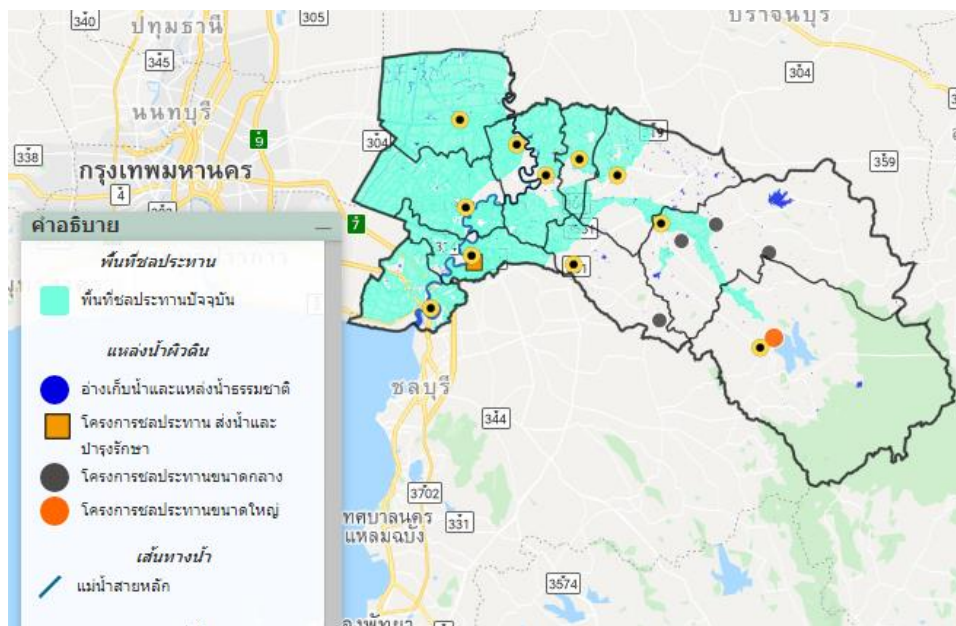 340
305
ปทุมธานี
ปราจีนบุรี
345
304
นนทบุรี
9
304
338
359
กรุงเทพมหานคร
4
7
คำอธิบาย
พื้นที่ชลประทาน
พื้นที่ชลประทานปัจจุบัน
แหล่งน้ำผิวดิน
อ่างเก็บน้ำและแหล่งน้ำธรรมชาติ
โครงการชลประทาน ส่งน้ำและ
บำรุงรักษา
โครงการชลประทานขนาดกลาง
โครงการชลประทานขนาดใหญ่
เส้นทางน้ำ
แม่น้ำสายหลัก
ชลบุรี
344
3702
เทศบาลนคร
แหลมฉบัง
331
3574